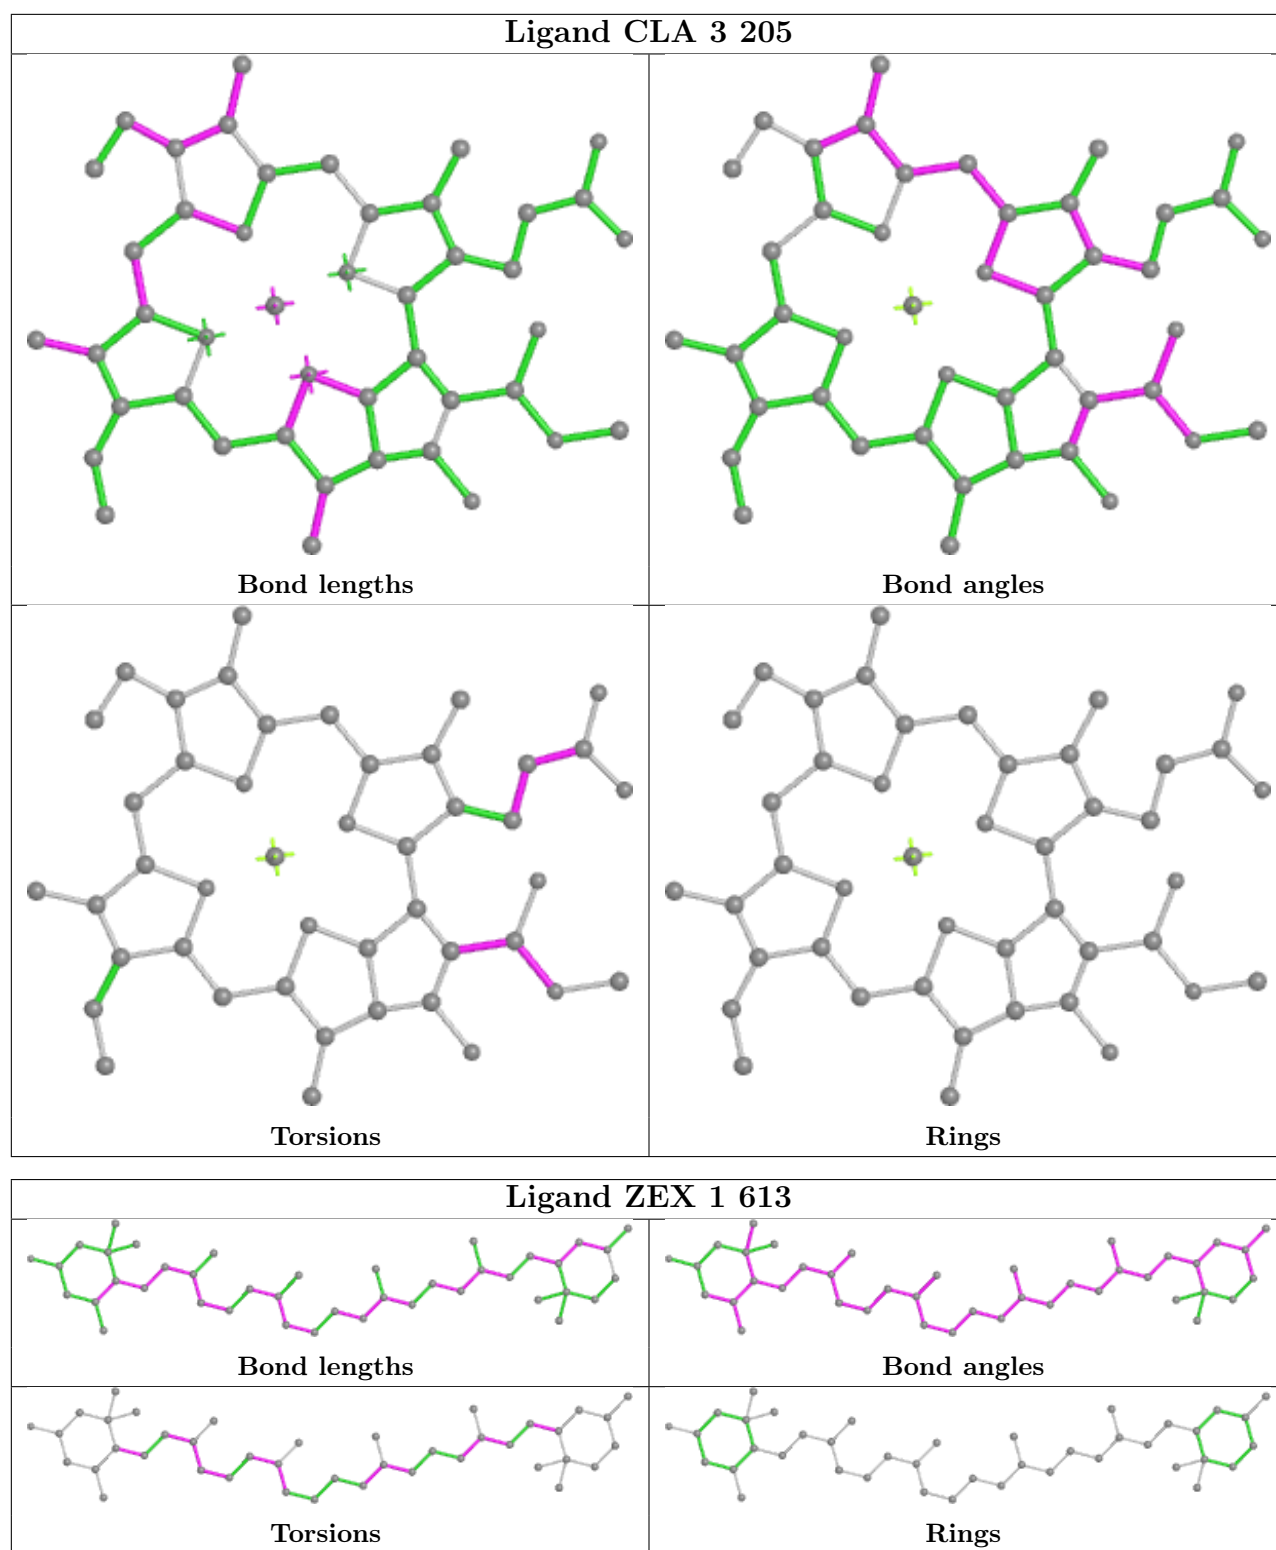 Ligand CLA 3 205
Bond lengths
Bond angles
Torsions
Rings
Ligand ZEX 1 613
Bond lengths
Bond angles
Torsions
Rings